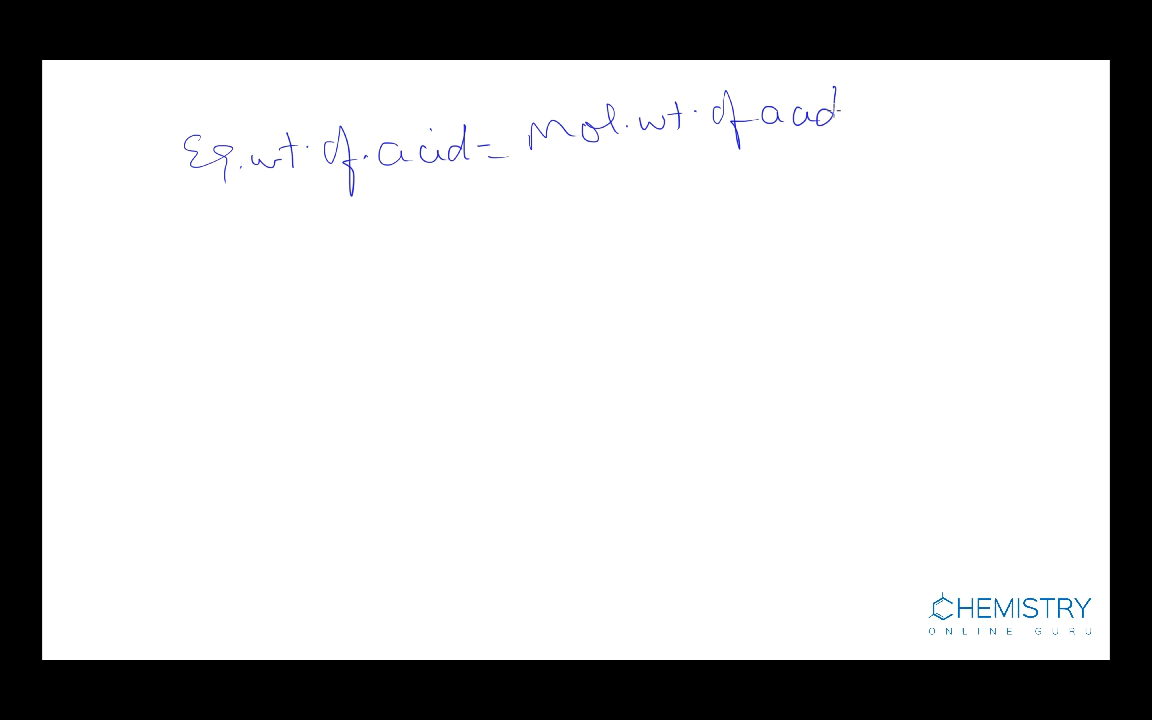 Eq.wt. of. acid = Mol.wt. of acid
CHEMISTRY
ONLINE GURU